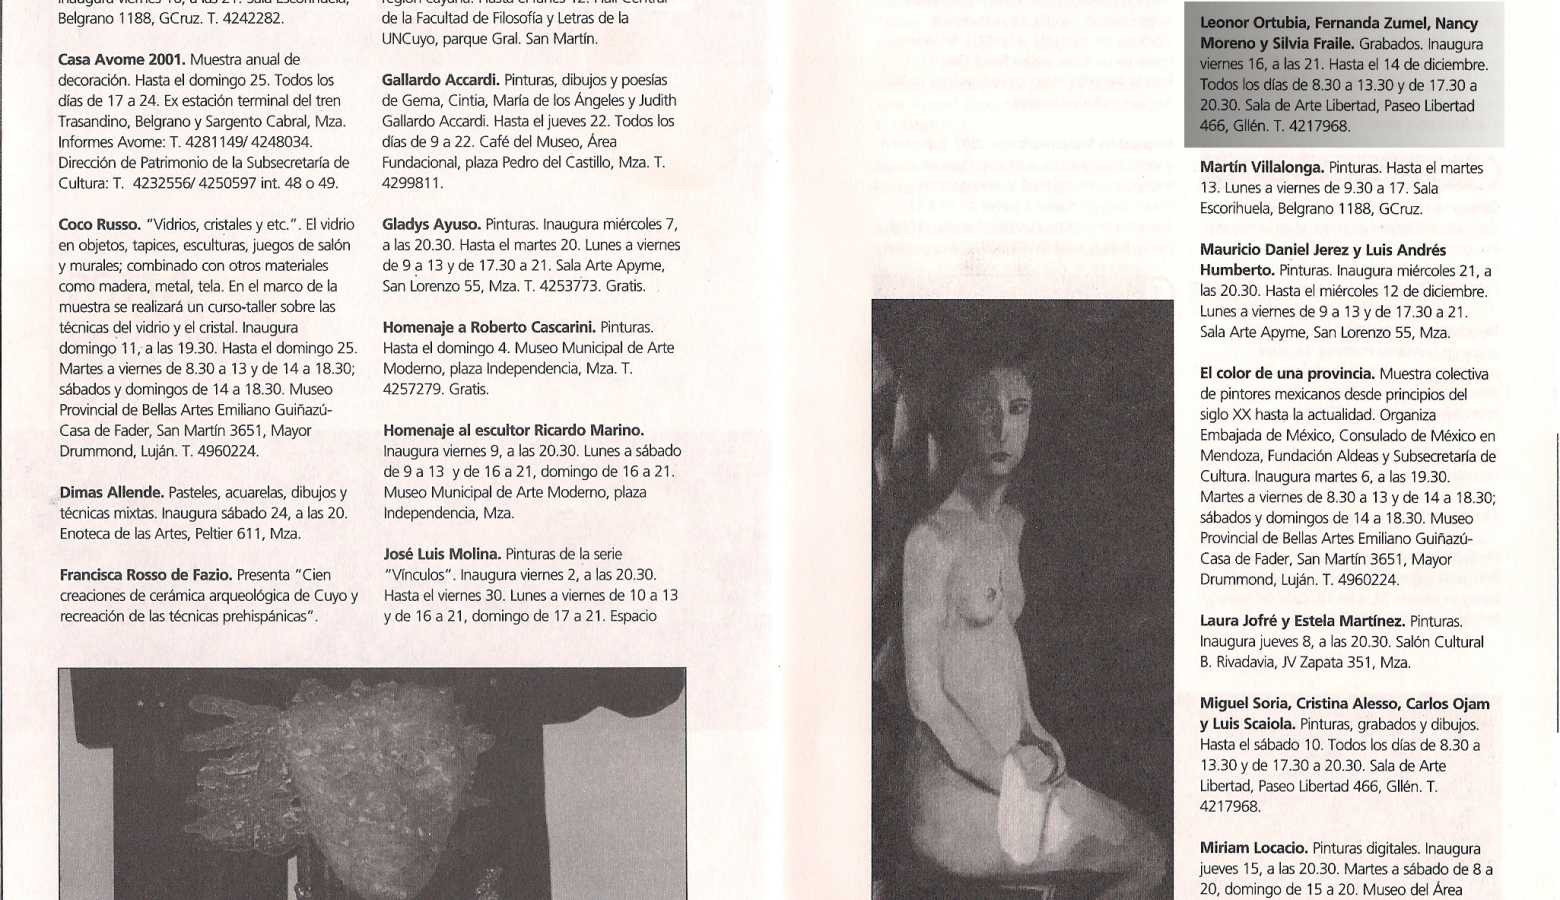 Belgrano 1188, GCruz. T. 4242282.
Casa Avome 2001. Muestra anual de
decoración. Hasta el domingo 25. Todos los
días de 17 a 24. Ex estación terminal del tren
Trasandino, Belgrano y Sargento Cabral, Mza.
Informes Avome: T. 4281149/ 4248034.
Dirección de Patrimonio de la Subsecretaría de
Cultura: T. 4232556/ 4250597 int. 48 o 49.
Coco Russo. “Vidrios, cristales y etc.”. El vidrio
en objetos, tapices, esculturas, juegos de salón
y murales; combinado con otros materiales
como madera, metal, tela. En el marco de la
muestra se realizará un curso-taller sobre las
técnicas del vidrio y el cristal. Inaugura
domingo 11, a las 19.30. Hasta el domingo 25.
Martes a viernes de 8.30 a 13 y de 14 a 18.30;
sábados y domingos de 14 a 18.30. Museo
Provincial de Bellas Artes Emiliano Guiñazú-
Casa de Fader, San Martín 3651, Mayor
Drummond, Luján. T. 4960224.
Dimas Allende. Pasteles, acuarelas, dibujos y
técnicas mixtas. Inaugura sábado 24, a las 20.
Enoteca de las Artes, Peltier 611, Mza.
Francisca Rosso de Fazio. Presenta “Cien
creaciones de cerámica arqueológica de Cuyo y
recreación de las técnicas prehispánicas”.
de la Facultad de Filosofía y Letras de la
UNCuyo, parque Gral. San Martín.
Gallardo Accardi. Pinturas, dibujos y poesías
de Gema, Cintia, María de los Ángeles y Judith
Gallardo Accardi. Hasta el jueves 22. Todos los
días de 9 a 22. Café del Museo, Área
Fundacional, plaza Pedro del Castillo, Mza. T.
4299811.
Gladys Ayuso. Pinturas. Inaugura miércoles 7,
a las 20.30. Hasta el martes 20. Lunes a viernes
de 9 a 13 y de 17.30 a 21. Sala Arte Apyme,
San Lorenzo 55, Mza. T. 4253773. Gratis.
Homenaje a Roberto Cascarini. Pinturas.
Hasta el domingo 4. Museo Municipal de Arte
Moderno, plaza Independencia, Mza. T.
4257279. Gratis.
Homenaje al escultor Ricardo Marino.
Inaugura viernes 9, a las 20.30. Lunes a sábado
de 9 a 13 y de 16 a 21, domingo de 16 a 21.
Museo Municipal de Arte Moderno, plaza
Independencia, Mza.
José Luis Molina. Pinturas de la serie
“Vínculos”. Inaugura viernes 2, a las 20.30.
Hasta el viernes 30. Lunes a viernes de 10 a 13
y de 16 a 21, domingo de 17 a 21. Espacio
Leonor Ortubia, Fernanda Zumel, Nancy
Moreno y Silvia Fraile. Grabados. Inaugura
viernes 16, a las 21. Hasta el 14 de diciembre.
Todos los días de 8.30 a 13.30 y de 17.30 a
20.30. Sala de Arte Libertad, Paseo Libertad
466, Gllén. T. 4217968.
Martín Villalonga. Pinturas. Hasta el martes
13. Lunes a viernes de 9.30 a 17. Sala
Escorihuela, Belgrano 1188, GCruz.
Mauricio Daniel Jerez y Luis Andrés
Humberto. Pinturas. Inaugura miércoles 21, a
las 20.30. Hasta el miércoles 12 de diciembre.
Lunes a viernes de 9 a 13 y de 17.30 a 21.
Sala Arte Apyme, San Lorenzo 55, Mza.
El color de una provincia. Muestra colectiva
de pintores mexicanos desde principios del
siglo XX hasta la actualidad. Organiza
Embajada de México, Consulado de México en
Mendoza, Fundación Aldeas y Subsecretaría de
Cultura. Inaugura martes 6, a las 19.30.
Martes a viernes de 8.30 a 13 y de 14 a 18.30;
sábados y domingos de 14 a 18.30. Museo
Provincial de Bellas Artes Emiliano Guiñazú-
Casa de Fader, San Martín 3651, Mayor
Drummond, Luján. T. 4960224.
Laura Jofré y Estela Martínez. Pinturas.
Inaugura jueves 8, a las 20.30. Salón Cultural
B. Rivadavia, JV Zapata 351, Mza.
Miguel Soria, Cristina Alesso, Carlos Ojam
y Luis Scaiola. Pinturas, grabados y dibujos.
Hasta el sábado 10. Todos los días de 8.30 a
13.30 y de 17.30 a 20.30. Sala de Arte
Libertad, Paseo Libertad 466, Gllén. T.
4217968.
Miriam Locacio. Pinturas digitales. Inaugura
jueves 15, a las 20.30. Martes a sábado de 8 a
20, domingo de 15 a 20. Museo del Área